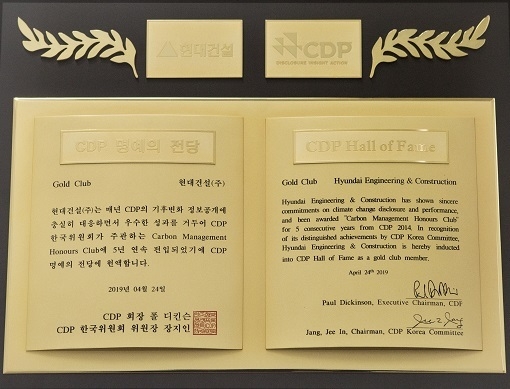 현대건설
CDP
DISCLOSURE INSIGHT ACTION
CDP 명예의 전당
Gold Club 현대건설(주)
현대건설(주)는 매년 CDP의 기후변화 정보공개에
충실히 대응하면서 우수한 성과를 거두어 CDP
한국위원회가 주관하는 Carbon Management
Honours Club에 5년 연속 편입되었기에 CDP
명예의 전당에 헌액합니다.
2019년 04월 24일
CDP 회장 폴 디킨슨
CDP 한국위원회 위원장 장지인
CDP Hall of Fame
Gold Club Hyundai Engineering & Construction
Hyundai Engineering & Construction has shown sincere
commitments on climate change disclosure and performance,
and been awarded "Carbon Management Honours Club"
for 5 consecutive years from CDP 2014. In recognition
of its distinguished achievements by CDP Korea Committee,
Hyundai Engineering & Construction is hereby inducted
into CDP Hall of Fame as a gold club member.
April 24th 2019
Paul Dickinson, Executive Chairman, CDP
Jang, Jee In, Chairman, CDP Korea Committee